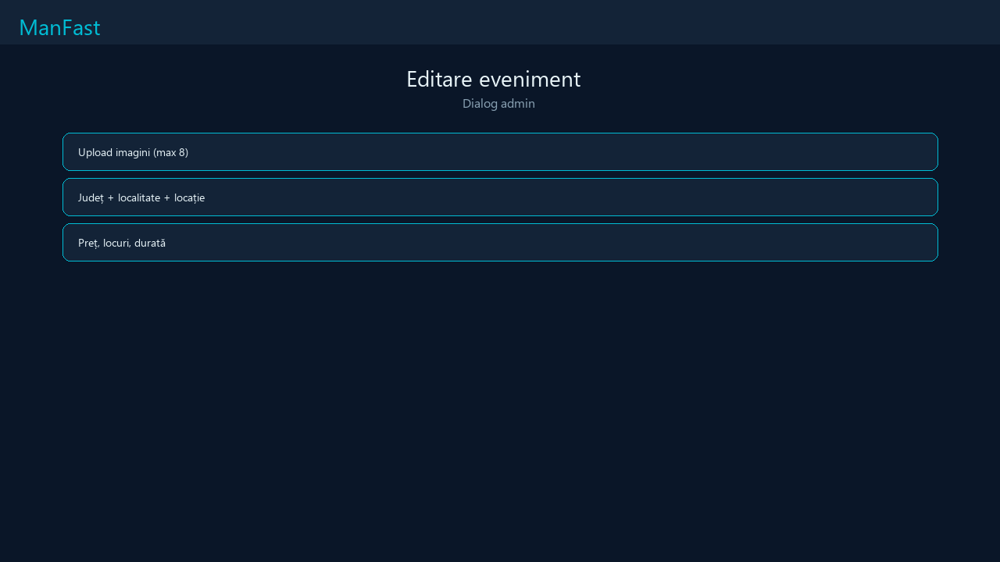 ManFast
Editare eveniment
Dialog admin
Upload imagini (max 8)
Județ + localitate + locație
Preț, locuri, durată